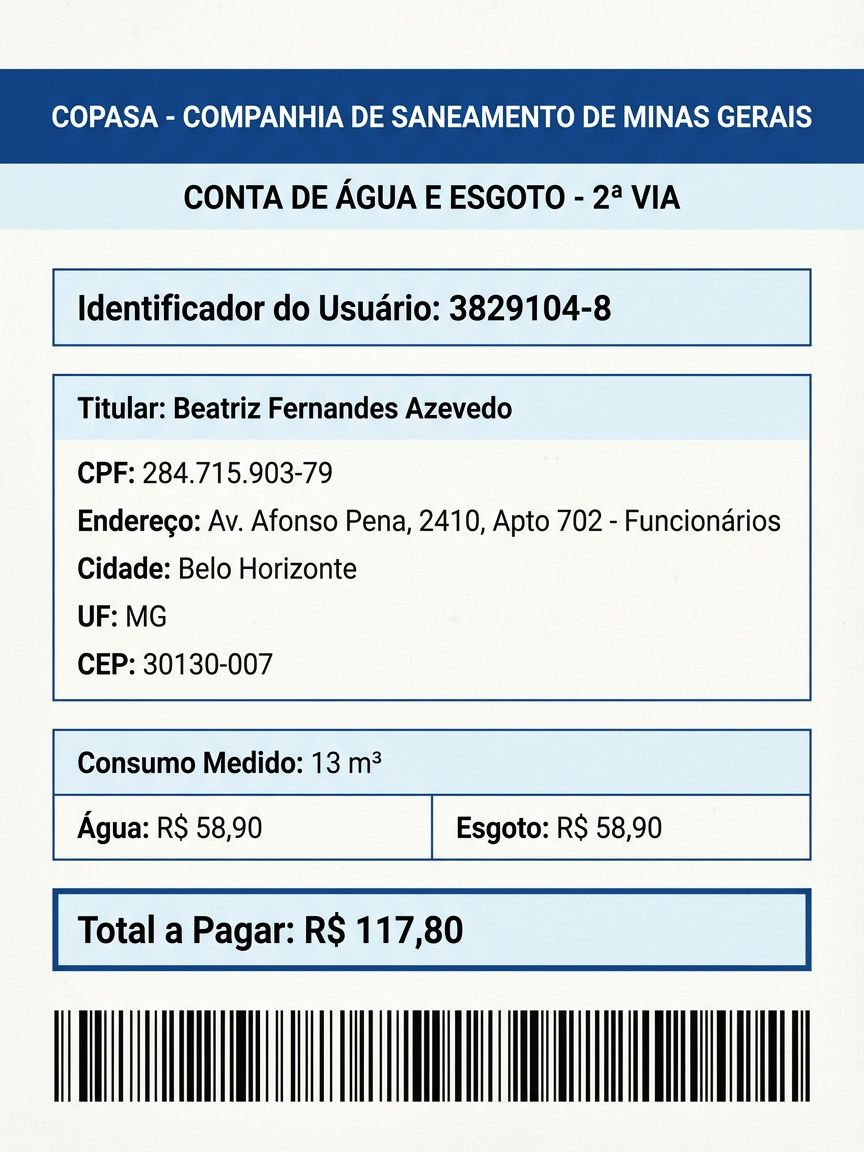 COPASA - COMPANHIA DE SANEAMENTO DE MINAS GERAIS
CONTA DE ÁGUA E ESGOTO - 2ª VIA
Identificador do Usuário: 3829104-8
Titular: Beatriz Fernandes Azevedo
CPF: 284.715.903-79
Endereço: Av. Afonso Pena, 2410, Apto 702 - Funcionários
Cidade: Belo Horizonte
UF: MG
CEP: 30130-007
Consumo Medido: 13 m³
Água: R$ 58,90
Esgoto: R$ 58,90
Total a Pagar: R$ 117,80